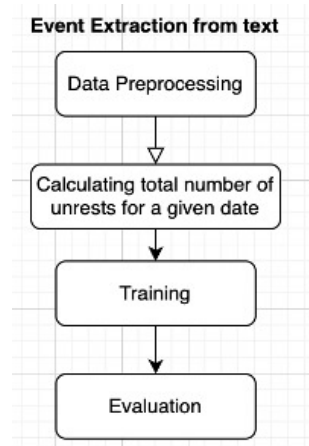 Event Extraction from text
Data Preprocessing
Calculating total number of
unrests for a given date
Training
Evaluation